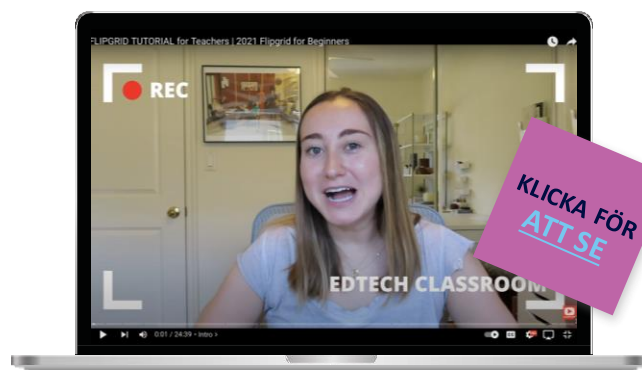 FLIPGRID TUTORIAL for Teachers | 2021 Flipgrid for Beginners
REC
KLICKA FÖR
ATT SE
EDTECH CLASSROOM
0:01 / 24:39 • Intro >